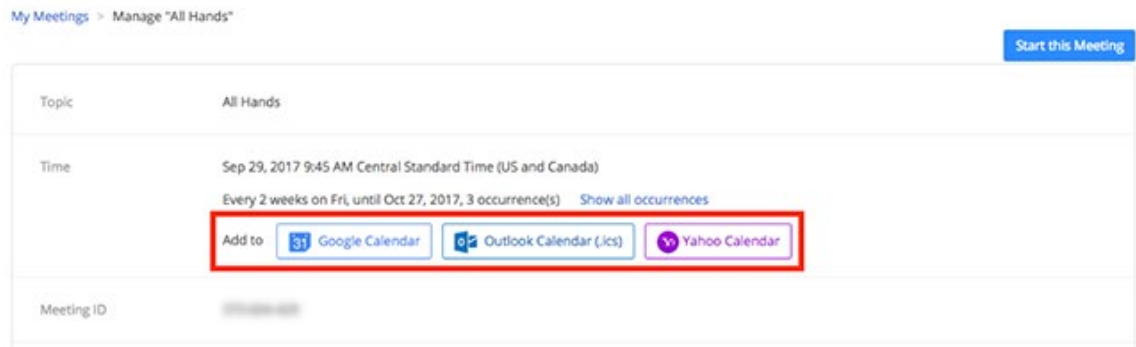 My Meetings > Manage "All Hands"
Start this Meeting
Topic All Hands
Time Sep 29, 2017 9:45 AM Central Standard Time (US and Canada)
Every 2 weeks on Fri, until Oct 27, 2017, 3 occurrence(s) Show all occurrences
Add to 31 Google Calendar Outlook Calendar (.ics) Yahoo Calendar
Meeting ID